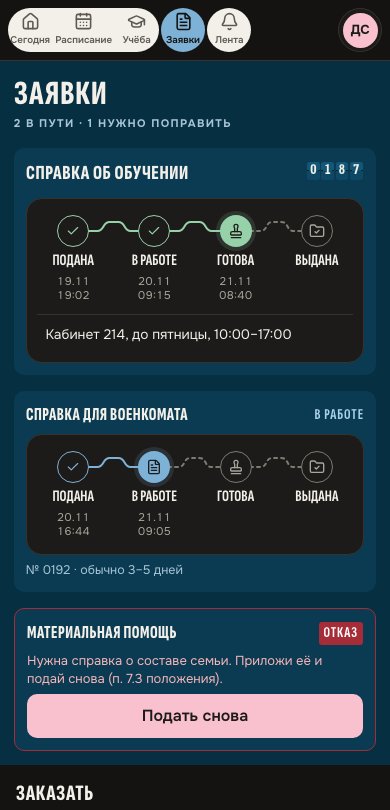 Сегодня Расписание Учёба Заявки Лента ДС
ЗАЯВКИ
2 В ПУТИ · 1 НУЖНО ПОПРАВИТЬ
СПРАВКА ОБ ОБУЧЕНИИ 0187
ПОДАНА В РАБОТЕ ГОТОВА ВЫДАНА
19.11 20.11 21.11
19:02 09:15 08:40
Кабинет 214, до пятницы, 10:00–17:00
СПРАВКА ДЛЯ ВОЕНКОМАТА В РАБОТЕ
ПОДАНА В РАБОТЕ ГОТОВА ВЫДАНА
20.11 21.11
16:44 09:05
№ 0192 · обычно 3–5 дней
МАТЕРИАЛЬНАЯ ПОМОЩЬ ОТКАЗ
Нужна справка о составе семьи. Приложи её и
подай снова (п. 7.3 положения).
Подать снова
ЗАКАЗАТЬ